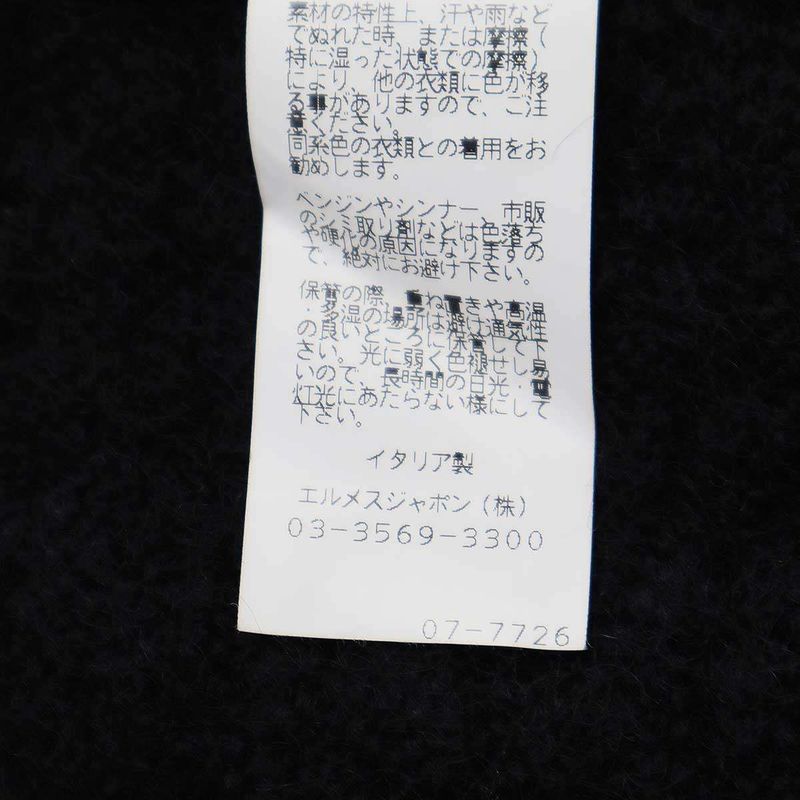 素材の特性上、汗や雨など
でぬれた時、または摩擦（
特に湿った状態での摩擦）
により、他の衣類に色が移
る事がありますので、ご注
意ください。
同系色の衣類との着用をお
勧めします。
ベンジンやシンナー、市販
のシミ取り剤などは色落ち
や硬化の原因になりますの
で、絶対にお避け下さい。
保管の際、重ね置きや高温
・多湿の場所は避け通気性
の良いところに保管して下
さい。光に弱く色褪せし易
いので、長時間の日光、電
灯光にあたらない様にして
下さい。
イタリア製
エルメスジャポン（株）
03-3569-3300
07-7726